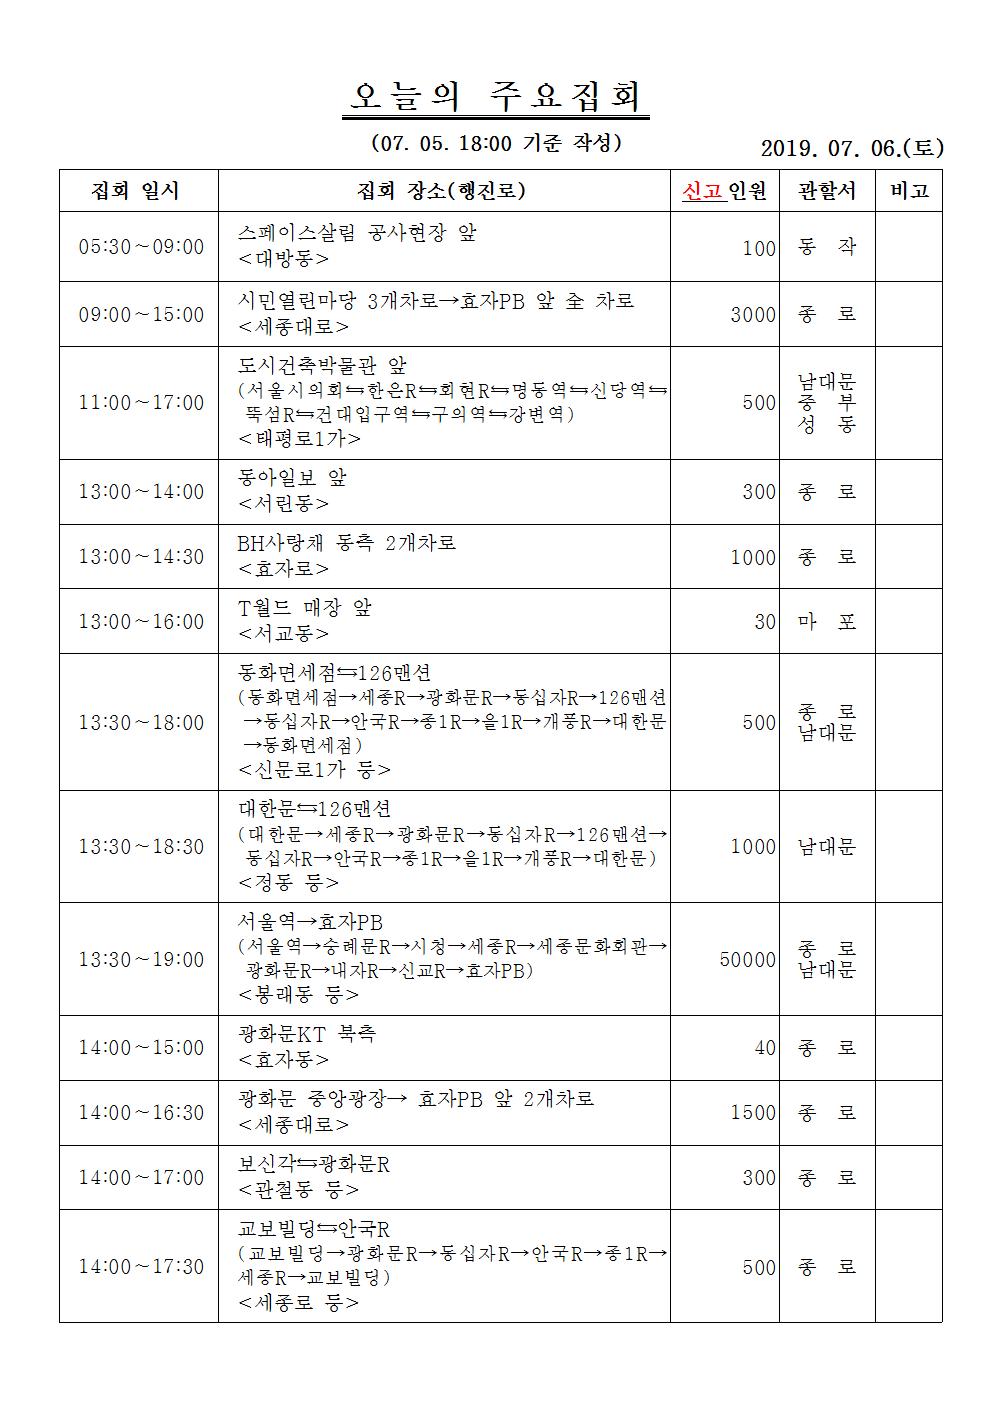 오늘의 주요집회
(07. 05. 18:00 기준 작성)
2019. 07. 06.(토)
집회 일시 집회 장소(행진로) 신고인원 관할서 비고
05:30~09:00 스페이스살림 공사현장 앞 100 동 작
<대방동>
09:00~15:00 시민열린마당 3개차로→효자PB 앞 全 차로 3000 종 로
<세종대로>
도시건축박물관 앞
(서울시의회⇆한은R⇆회현R⇆명동역⇆신당역⇆
뚝섬R⇆건대입구역⇆구의역⇆강변역)
<태평로1가>
11:00~17:00 500 남대문
중 부
성 동
13:00~14:00 동아일보 앞 300 종 로
<서린동>
13:00~14:30 BH사랑채 동측 2개차로 1000 종 로
<효자로>
13:00~16:00 T월드 매장 앞 30 마 포
<서교동>
동화면세점⇆126맨션
(동화면세점→세종R→광화문R→동십자R→126맨션
→동십자R→안국R→종1R→을1R→개풍R→대한문
→동화면세점)
<신문로1가 등>
13:30~18:00 500 종 로
남대문
대한문⇆126맨션
(대한문→세종R→광화문R→동십자R→126맨션→
동십자R→안국R→종1R→을1R→개풍R→대한문)
<정동 등>
13:30~18:30 1000 남대문
서울역→효자PB
(서울역→숭례문R→시청→세종R→세종문화회관→
광화문R→내자R→신교R→효자PB)
<봉래동 등>
13:30~19:00 50000 종 로
남대문
14:00~15:00 광화문KT 북측 40 종 로
<효자동>
14:00~16:30 광화문 중앙광장→ 효자PB 앞 2개차로 1500 종 로
<세종대로>
14:00~17:00 보신각⇆광화문R 300 종 로
<관철동 등>
교보빌딩⇆안국R
(교보빌딩→광화문R→동십자R→안국R→종1R→
세종R→교보빌딩)
<세종로 등>
14:00~17:30 500 종 로